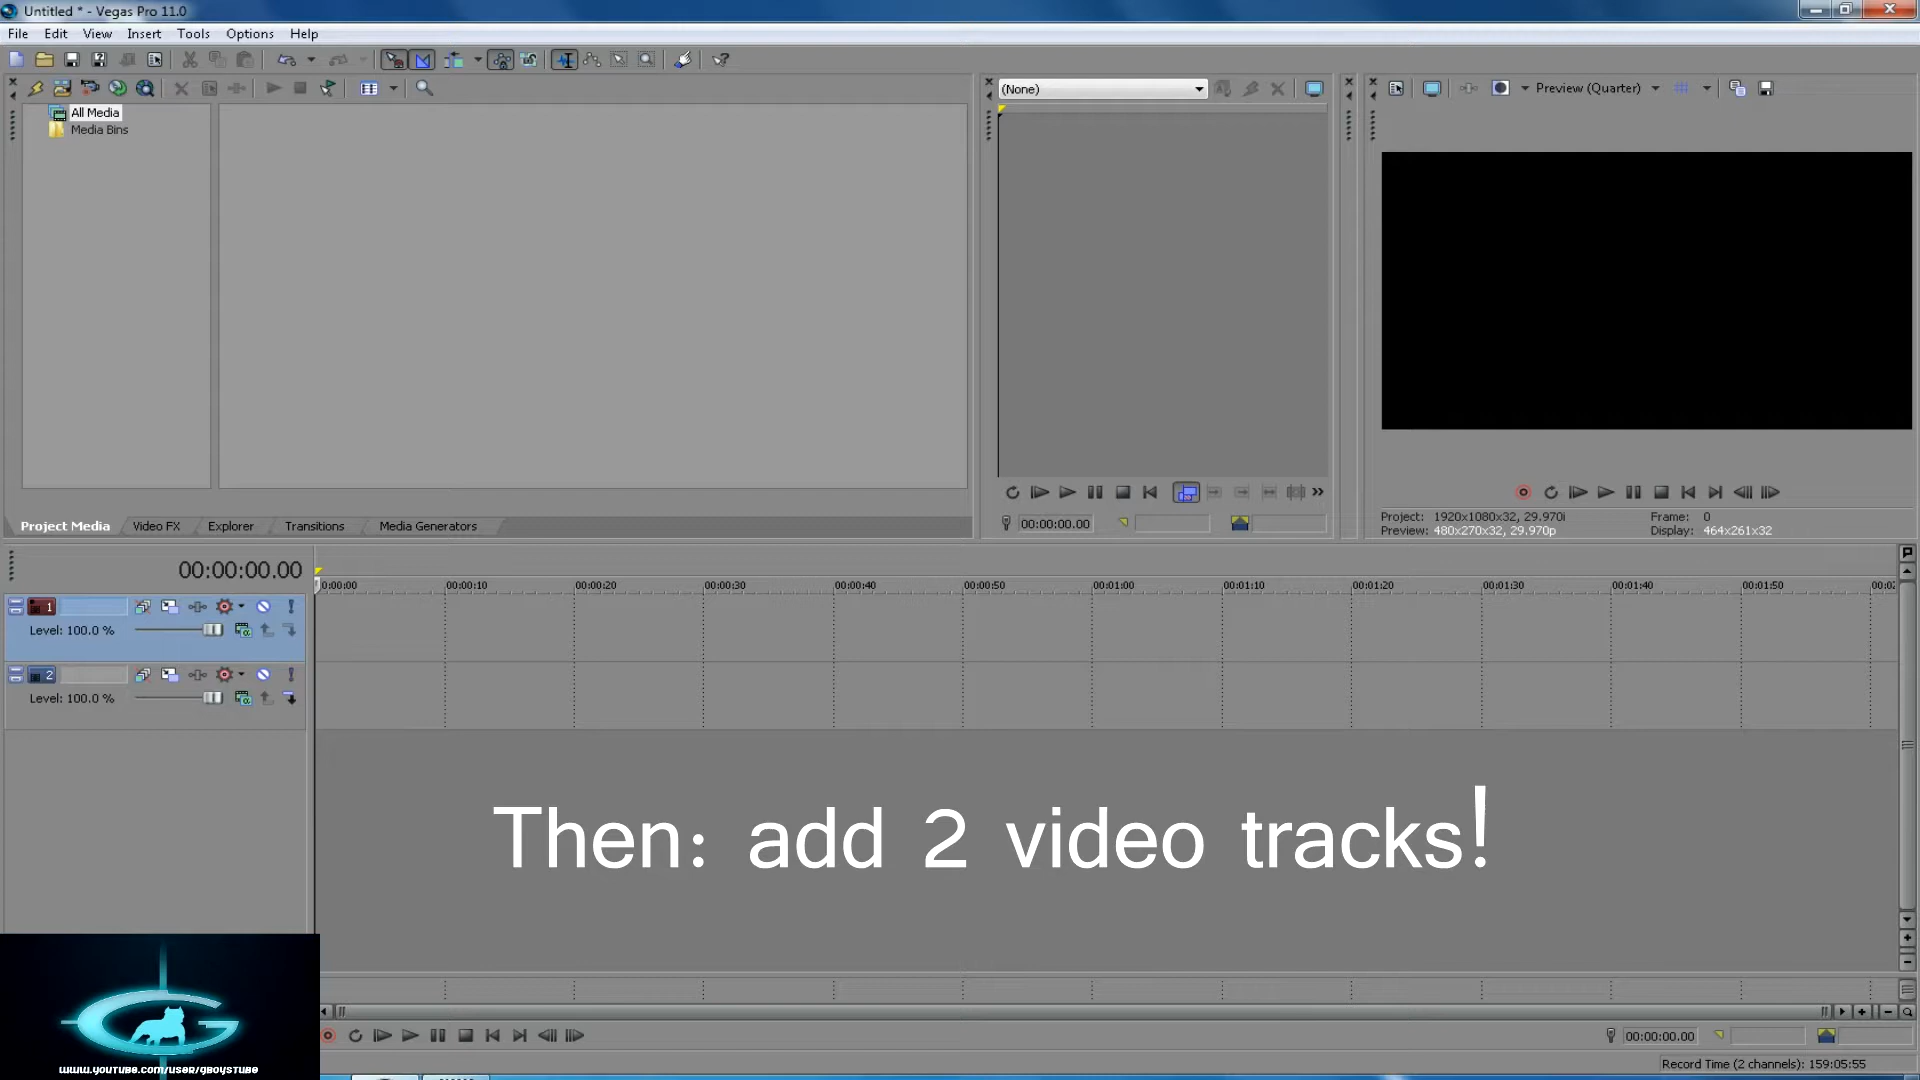 Untitled * - Vegas Pro 11.0
File Edit View Insert Tools Options Help
(None)
Preview (Quarter)
All Media
Media Bins
Project Media Video FX Explorer Transitions Media Generators
00:00:00.00
Project: 1920x1080x32, 29.970i
Frame: 0
Preview: 480x270x32, 29.970p
Display: 464x261x32
00:00:00.00
0:00:00 00:00:10 00:00:20 00:00:30 00:00:40 00:00:50 00:01:00 00:01:10 00:01:20 00:01:30 00:01:40 00:01:50
1
Level: 100.0 %
2
Level: 100.0 %
Then: add 2 video tracks!
G
www.youtube.com/user/gboystube
00:00:00.00
Record Time (2 channels): 159:05:55